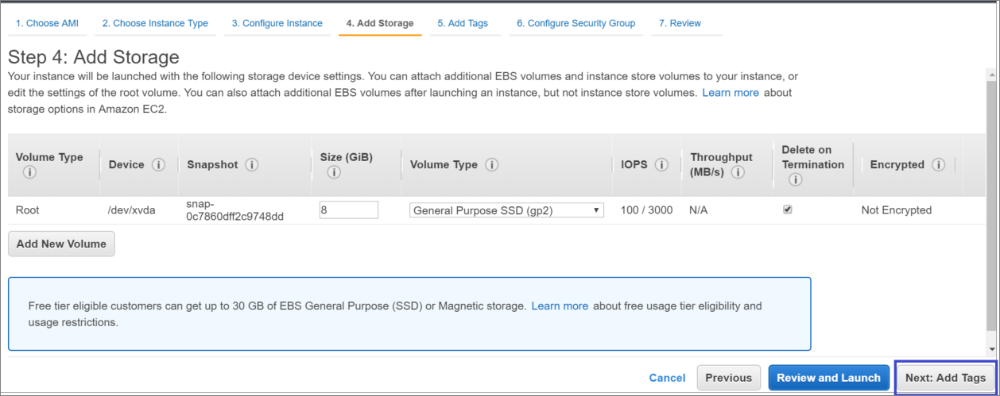 1. Choose AMI 2. Choose Instance Type 3. Configure Instance 4. Add Storage 5. Add Tags 6. Configure Security Group 7. Review
Step 4: Add Storage
Your instance will be launched with the following storage device settings. You can attach additional EBS volumes and instance store volumes to your instance, or
edit the settings of the root volume. You can also attach additional EBS volumes after launching an instance, but not instance store volumes. Learn more about
storage options in Amazon EC2.
Volume Type i
Device i
Snapshot i
Size (GiB) i
Volume Type i
IOPS i
Throughput
(MB/s) i
Delete on
Termination
i
Encrypted i
Root
/dev/xvda
snap-
0c7860dff2c9748dd
8
General Purpose SSD (gp2)
100 / 3000
N/A
Not Encrypted
Add New Volume
Free tier eligible customers can get up to 30 GB of EBS General Purpose (SSD) or Magnetic storage. Learn more about free usage tier eligibility and
usage restrictions.
Cancel Previous Review and Launch Next: Add Tags